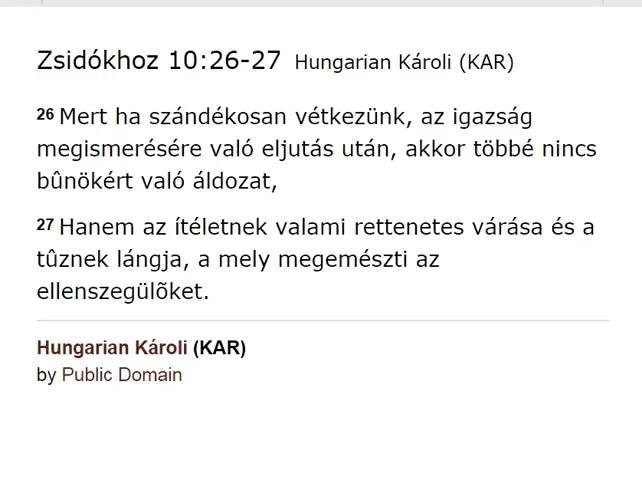 Zsidókhoz 10:26-27 Hungarian Károli (KAR)
26 Mert ha szándékosan vétkezünk, az igazság
megismerésére való eljutás után, akkor többé nincs
bûnökért való áldozat,
27 Hanem az ítéletnek valami rettenetes várása és a
tûznek lángja, a mely megemészti az
ellenszegülõket.
Hungarian Károli (KAR)
by Public Domain